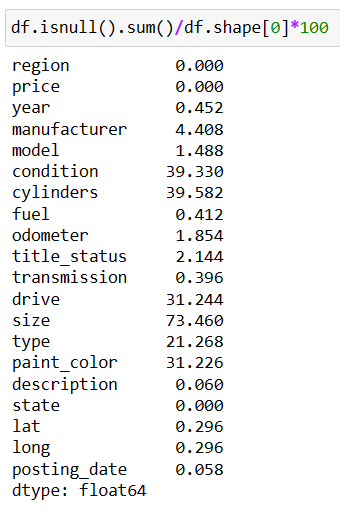 df.isnull().sum()/df.shape[0]*100
region 0.000
price 0.000
year 0.452
manufacturer 4.408
model 1.488
condition 39.330
cylinders 39.582
fuel 0.412
odometer 1.854
title_status 2.144
transmission 0.396
drive 31.244
size 73.460
type 21.268
paint_color 31.226
description 0.060
state 0.000
lat 0.296
long 0.296
posting_date 0.058
dtype: float64